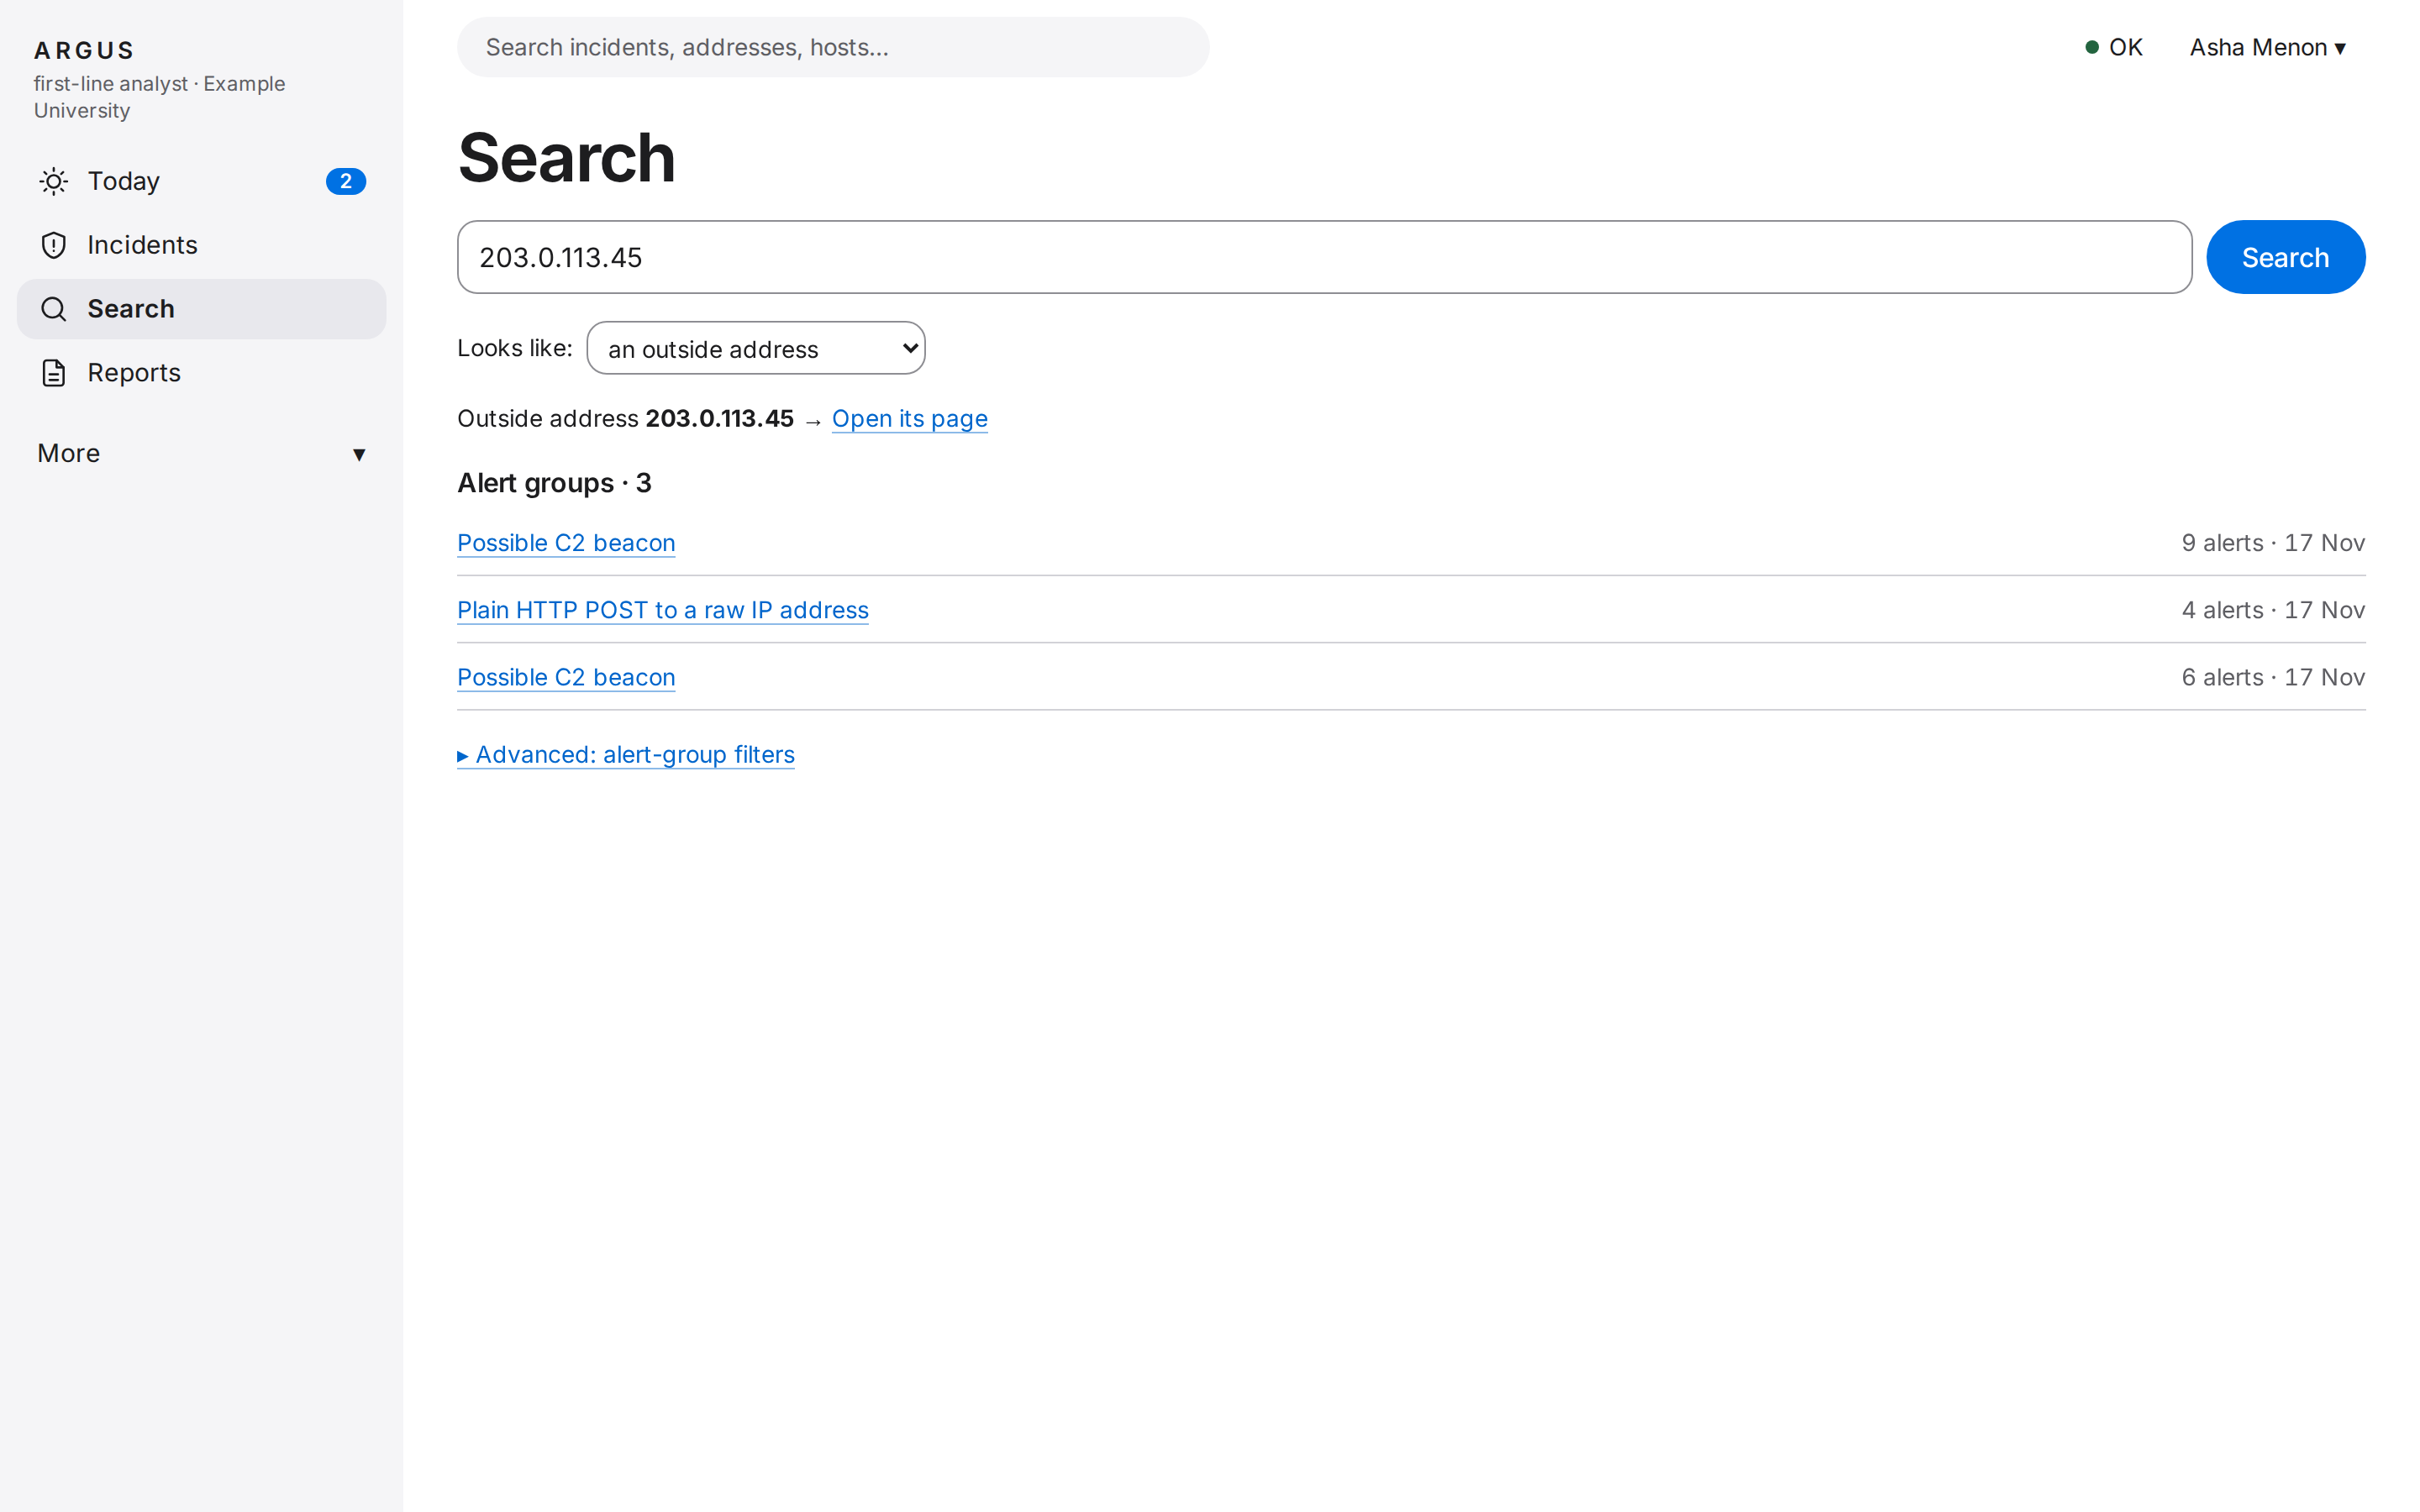 ARGUS
first-line analyst · Example
University
Today 2
Incidents
Search
Reports
More ▾
Search incidents, addresses, hosts...
OK Asha Menon ▾
Search
203.0.113.45 Search
Looks like: an outside address
Outside address 203.0.113.45 → Open its page
Alert groups · 3
Possible C2 beacon 9 alerts · 17 Nov
Plain HTTP POST to a raw IP address 4 alerts · 17 Nov
Possible C2 beacon 6 alerts · 17 Nov
▸ Advanced: alert-group filters